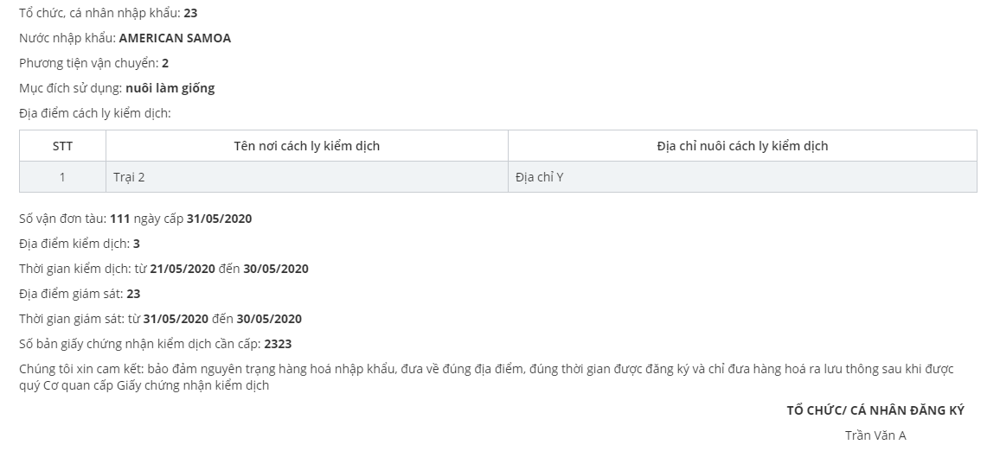 Tổ chức, cá nhân nhập khẩu: 23
Nước nhập khẩu: AMERICAN SAMOA
Phương tiện vận chuyển: 2
Mục đích sử dụng: nuôi làm giống
Địa điểm cách ly kiểm dịch:
STT Tên nơi cách ly kiểm dịch Địa chỉ nuôi cách ly kiểm dịch
1 Trại 2 Địa chỉ Y
Số vận đơn tàu: 111 ngày cấp 31/05/2020
Địa điểm kiểm dịch: 3
Thời gian kiểm dịch: từ 21/05/2020 đến 30/05/2020
Địa điểm giám sát: 23
Thời gian giám sát: từ 31/05/2020 đến 30/05/2020
Số bản giấy chứng nhận kiểm dịch cần cấp: 2323
Chúng tôi xin cam kết: bảo đảm nguyên trạng hàng hoá nhập khẩu, đưa về đúng địa điểm, đúng thời gian được đăng ký và chỉ đưa hàng hoá ra lưu thông sau khi được
quý Cơ quan cấp Giấy chứng nhận kiểm dịch
TỔ CHỨC/ CÁ NHÂN ĐĂNG KÝ
Trần Văn A